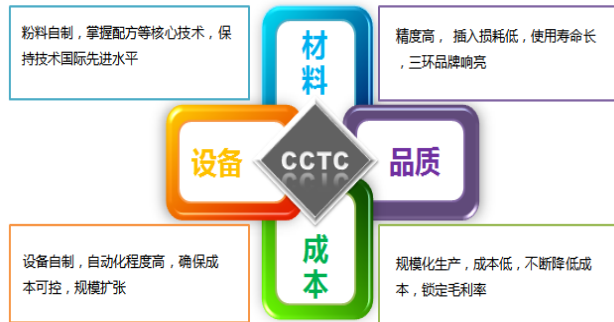 粉料自制，掌握配方等核心技术，保
持技术国际先进水平
材料
精度高， 插入损耗低，使用寿命长
，三环品牌响亮
设备
CCTC
品质
设备自制，自动化程度高，确保成
本可控，规模扩张
成本
规模化生产，成本低，不断降低成
本，锁定毛利率